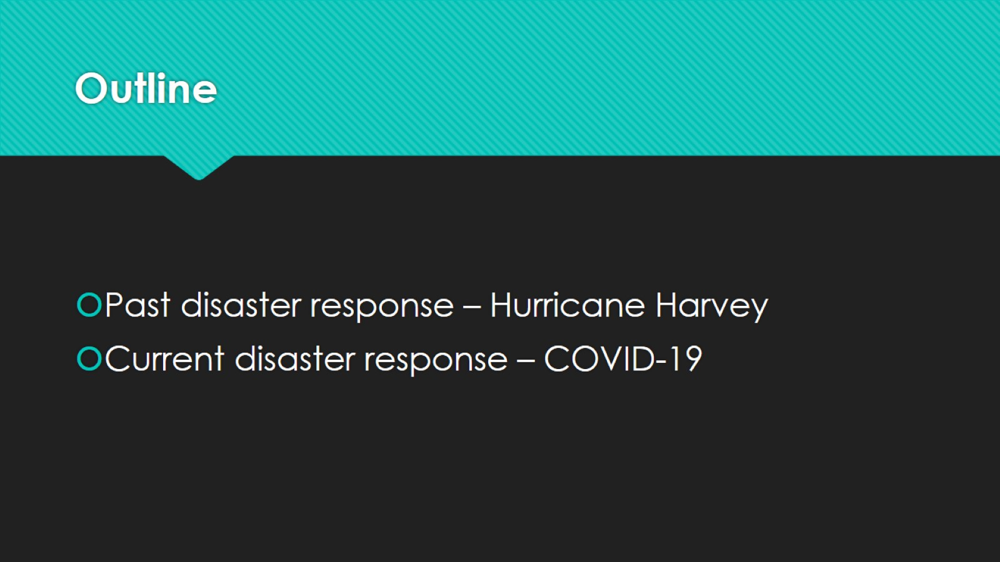 Outline
Past disaster response – Hurricane Harvey
Current disaster response – COVID-19